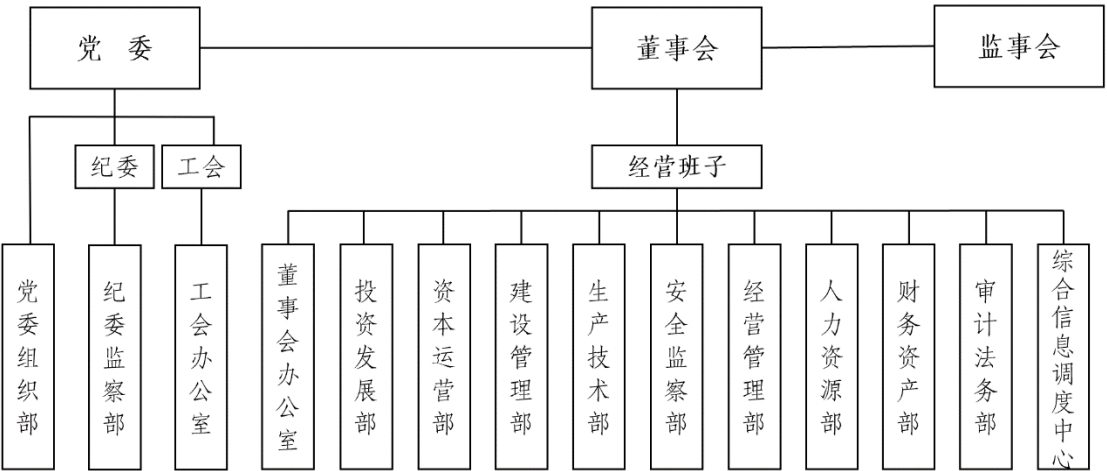 党 委
董事会
监事会
纪委
工会
经营班子
党委组织部
纪委监察部
工会办公室
董事会办公室
投资发展部
资本运营部
建设管理部
生产技术部
安全监察部
经营管理部
人力资源部
财务资产部
审计法务部
综合信息调度中心